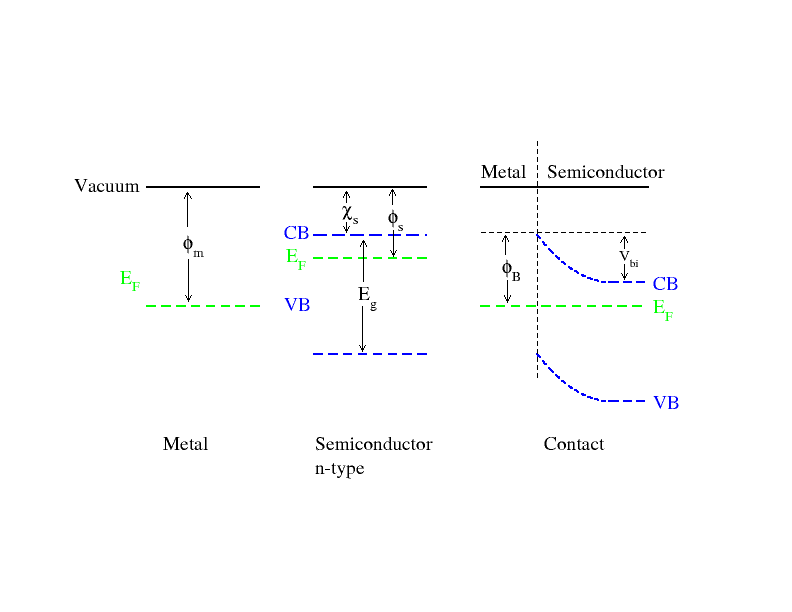 Metal Semiconductor
Vacuum
χs
ϕs
CB
ϕm
EF
Vbi
ϕB
EF
CB
Eg
VB
EF
VB
Metal
Semiconductor
n-type
Contact